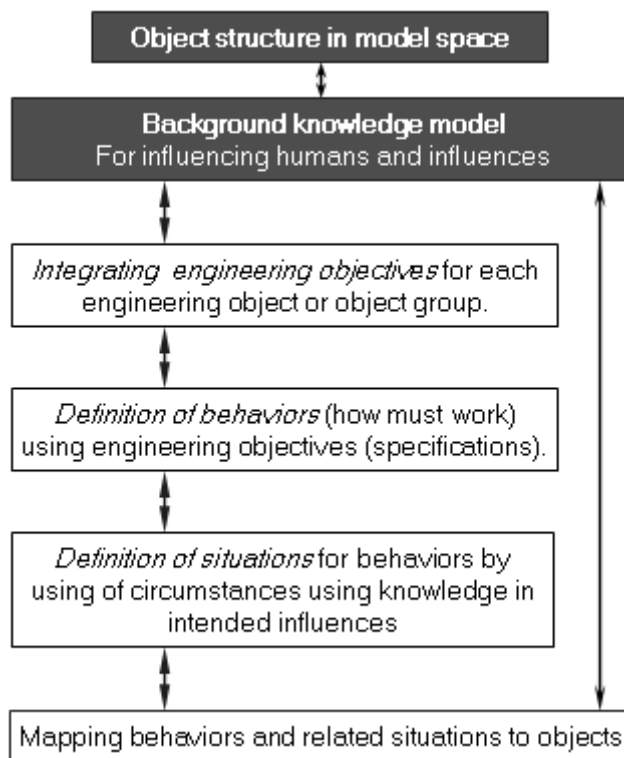 Object structure in model space
Background knowledge model
For influencing humans and influences
Integrating engineering objectives for each
engineering object or object group.
Definition of behaviors (how must work)
using engineering objectives (specifications).
Definition of situations for behaviors by
using of circumstances using knowledge in
intended influences
Mapping behaviors and related situations to objects